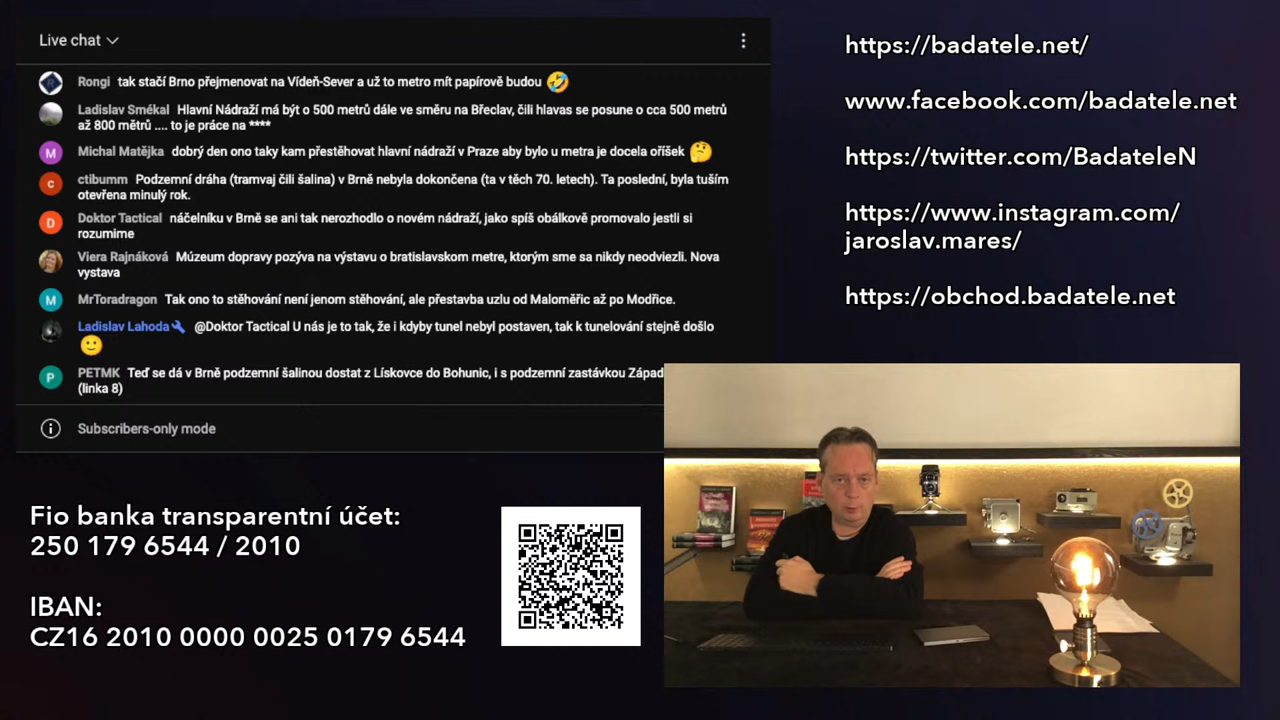 Live chat
Rongi tak stačí Brno přejmenovat na Vídeň-Sever a už to metro mít papírově budou 🤣
Ladislav Smékal Hlavní Nádraží má být o 500 metrů dále ve směru na Břeclav, čili hlavas se posune o cca 500 metrů
až 800 mětrů .... to je práce na ****
Michal Matějka dobrý den ono taky kam přestěhovat hlavní nádraží v Praze aby bylo u metra je docela oříšek 🤔
ctibumm Podzemní dráha (tramvaj čili šalina) v Brně nebyla dokončena (ta v těch 70. letech). Ta poslední, byla tuším
otevřena minulý rok.
Doktor Tactical náčelníku v Brně se ani tak nerozhodlo o novém nádraží, jako spíš obálkově promovalo jestli si
rozumime
Viera Rajnáková Múzeum dopravy pozýva na výstavu o bratislavskom metre, ktorým sme sa nikdy neodviezli. Nova
vystava
MrToradragon Tak ono to stěhování není jenom stěhování, ale přestavba uzlu od Maloměřic až po Modřice.
Ladislav Lahoda @Doktor Tactical U nás je to tak, že i kdyby tunel nebyl postaven, tak k tunelování stejně došlo
🙂
PETMK Teď se dá v Brně podzemní šalinou dostat z Lískovce do Bohunic, i s podzemní zastávkou Západ
(linka 8)
Subscribers-only mode
https://badatele.net/
www.facebook.com/badatele.net
https://twitter.com/BadateleN
https://www.instagram.com/
jaroslav.mares/
https://obchod.badatele.net
Fio banka transparentní účet:
250 179 6544 / 2010
IBAN:
CZ16 2010 0000 0025 0179 6544